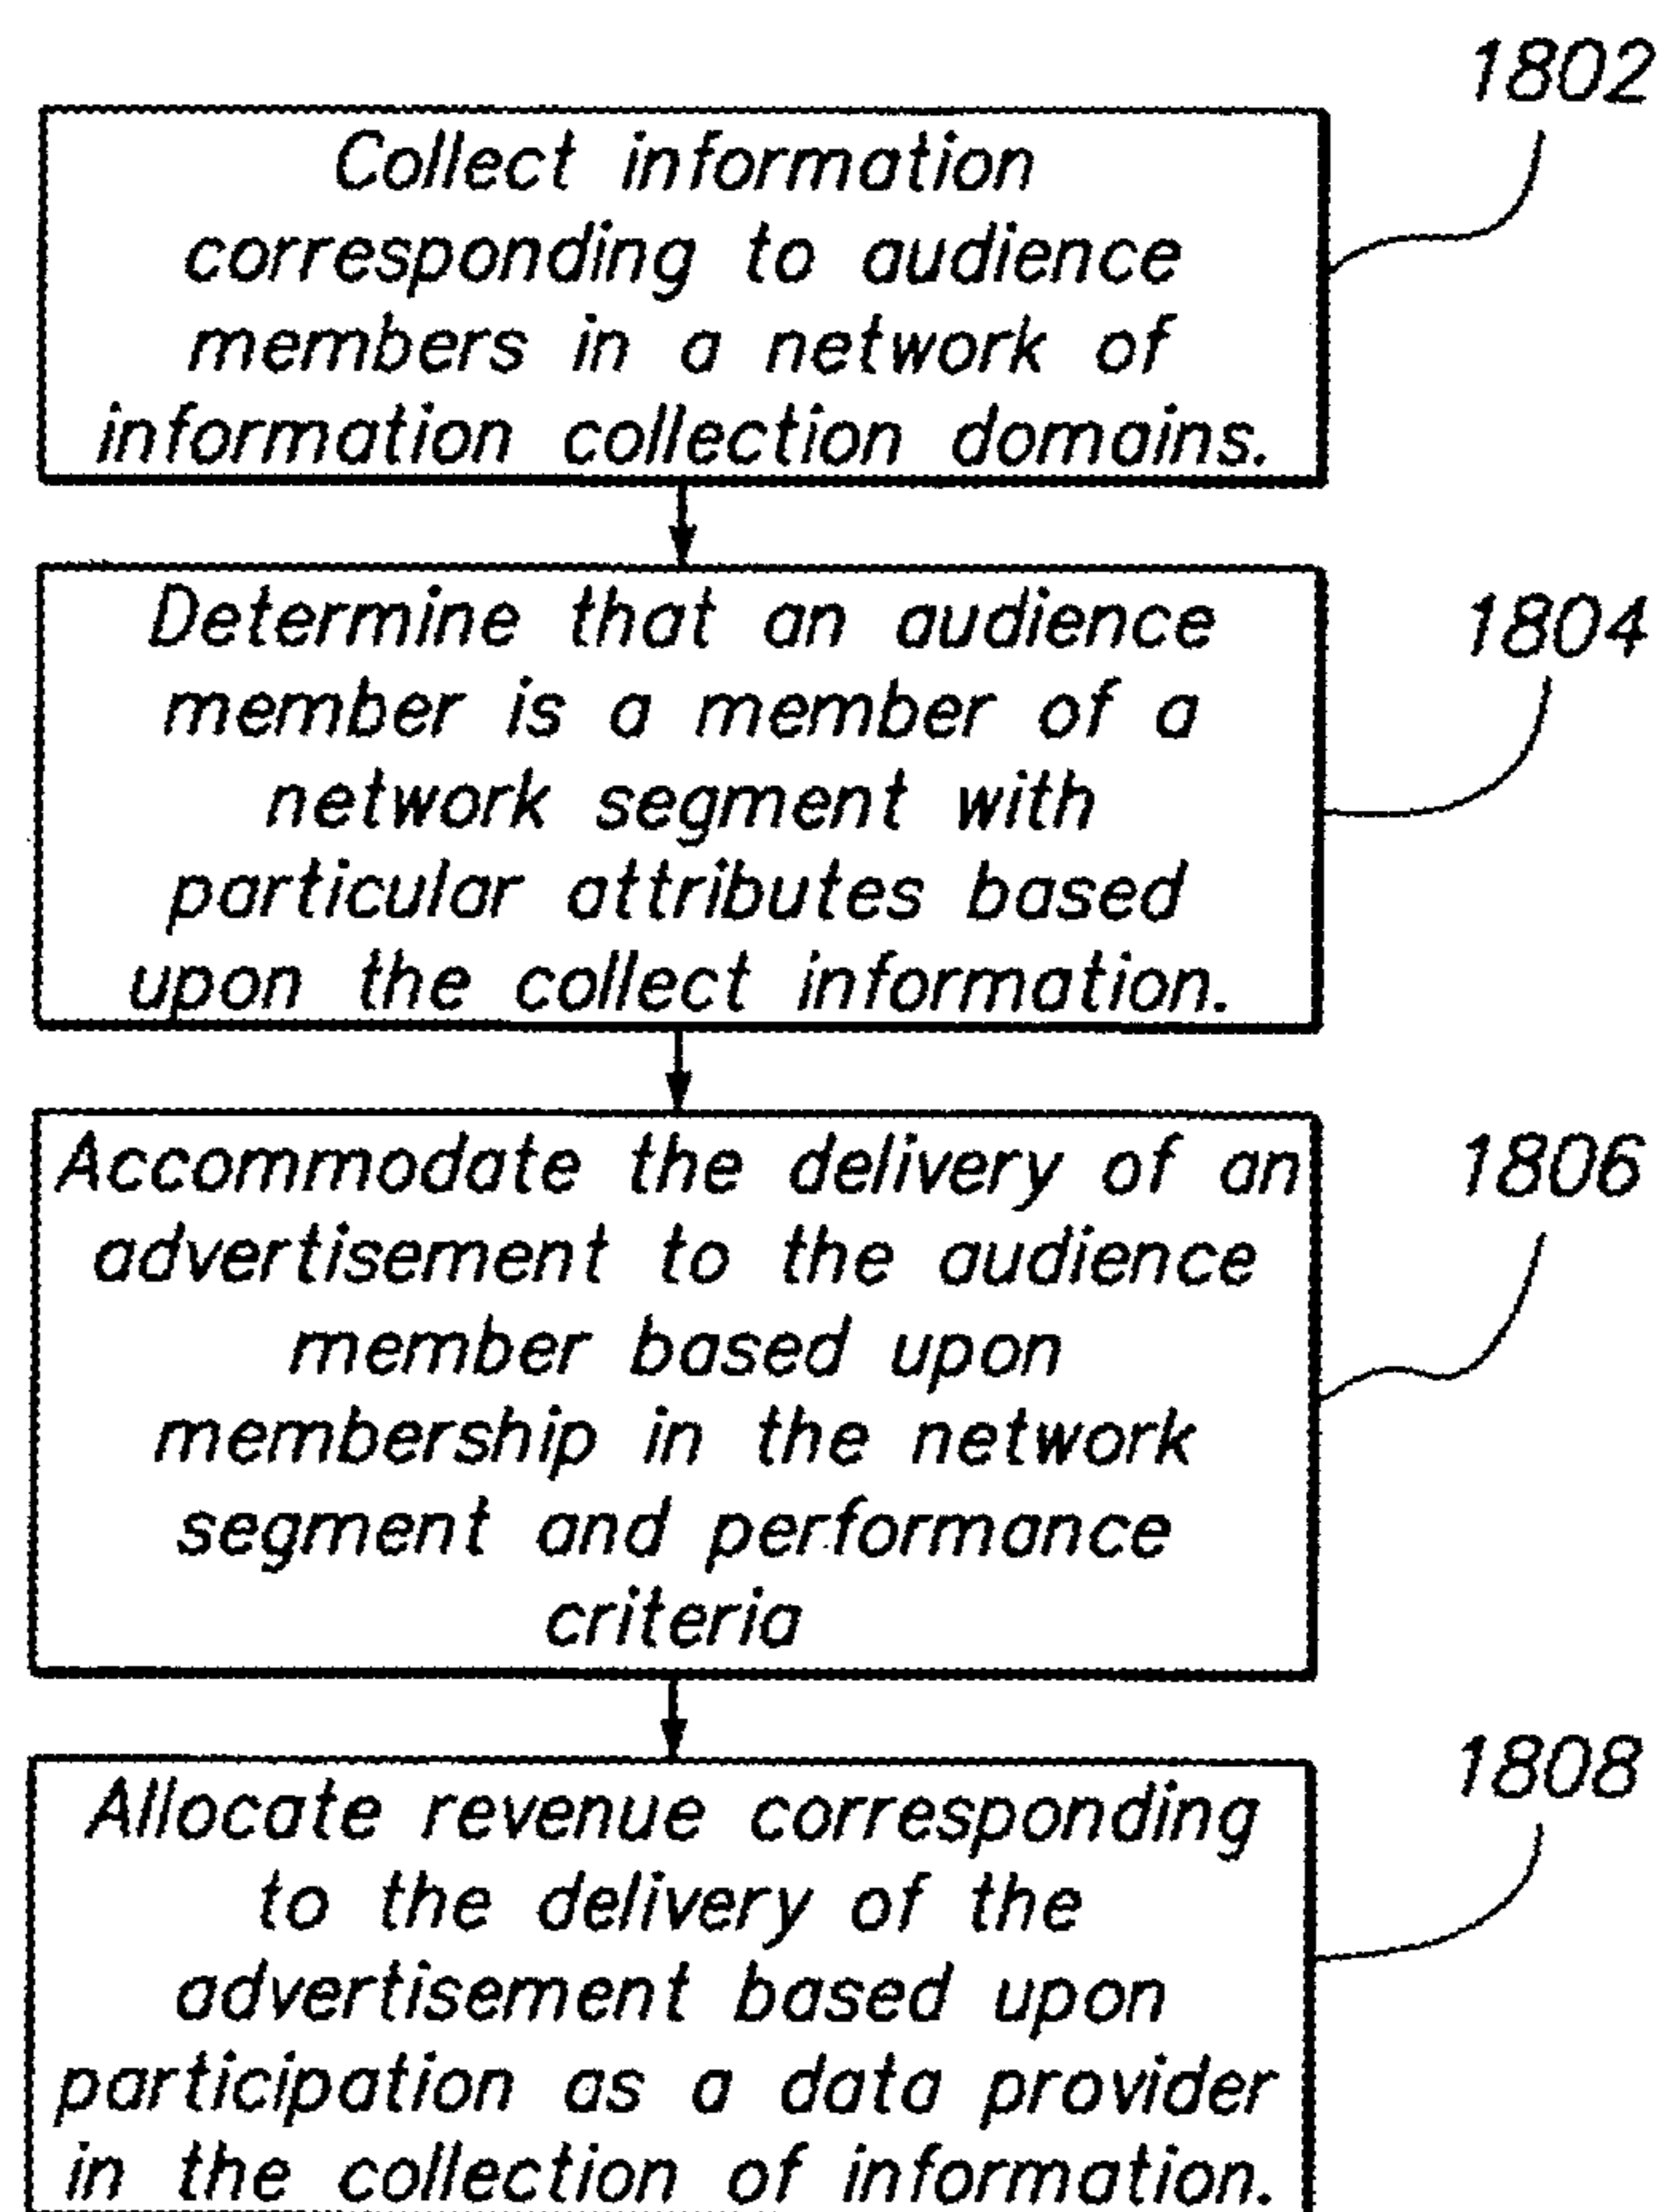 1802
Collect information
corresponding to audience
members in a network of
information collection domains.
1804
Determine that an audience
member is a member of a
network segment with
particular attributes based
upon the collect information.
1806
Accommodate the delivery of an
advertisement to the audience
member based upon
membership in the network
segment and performance
criteria
1808
Allocate revenue corresponding
to the delivery of the
advertisement based upon
participation as a data provider
in the collection of information.